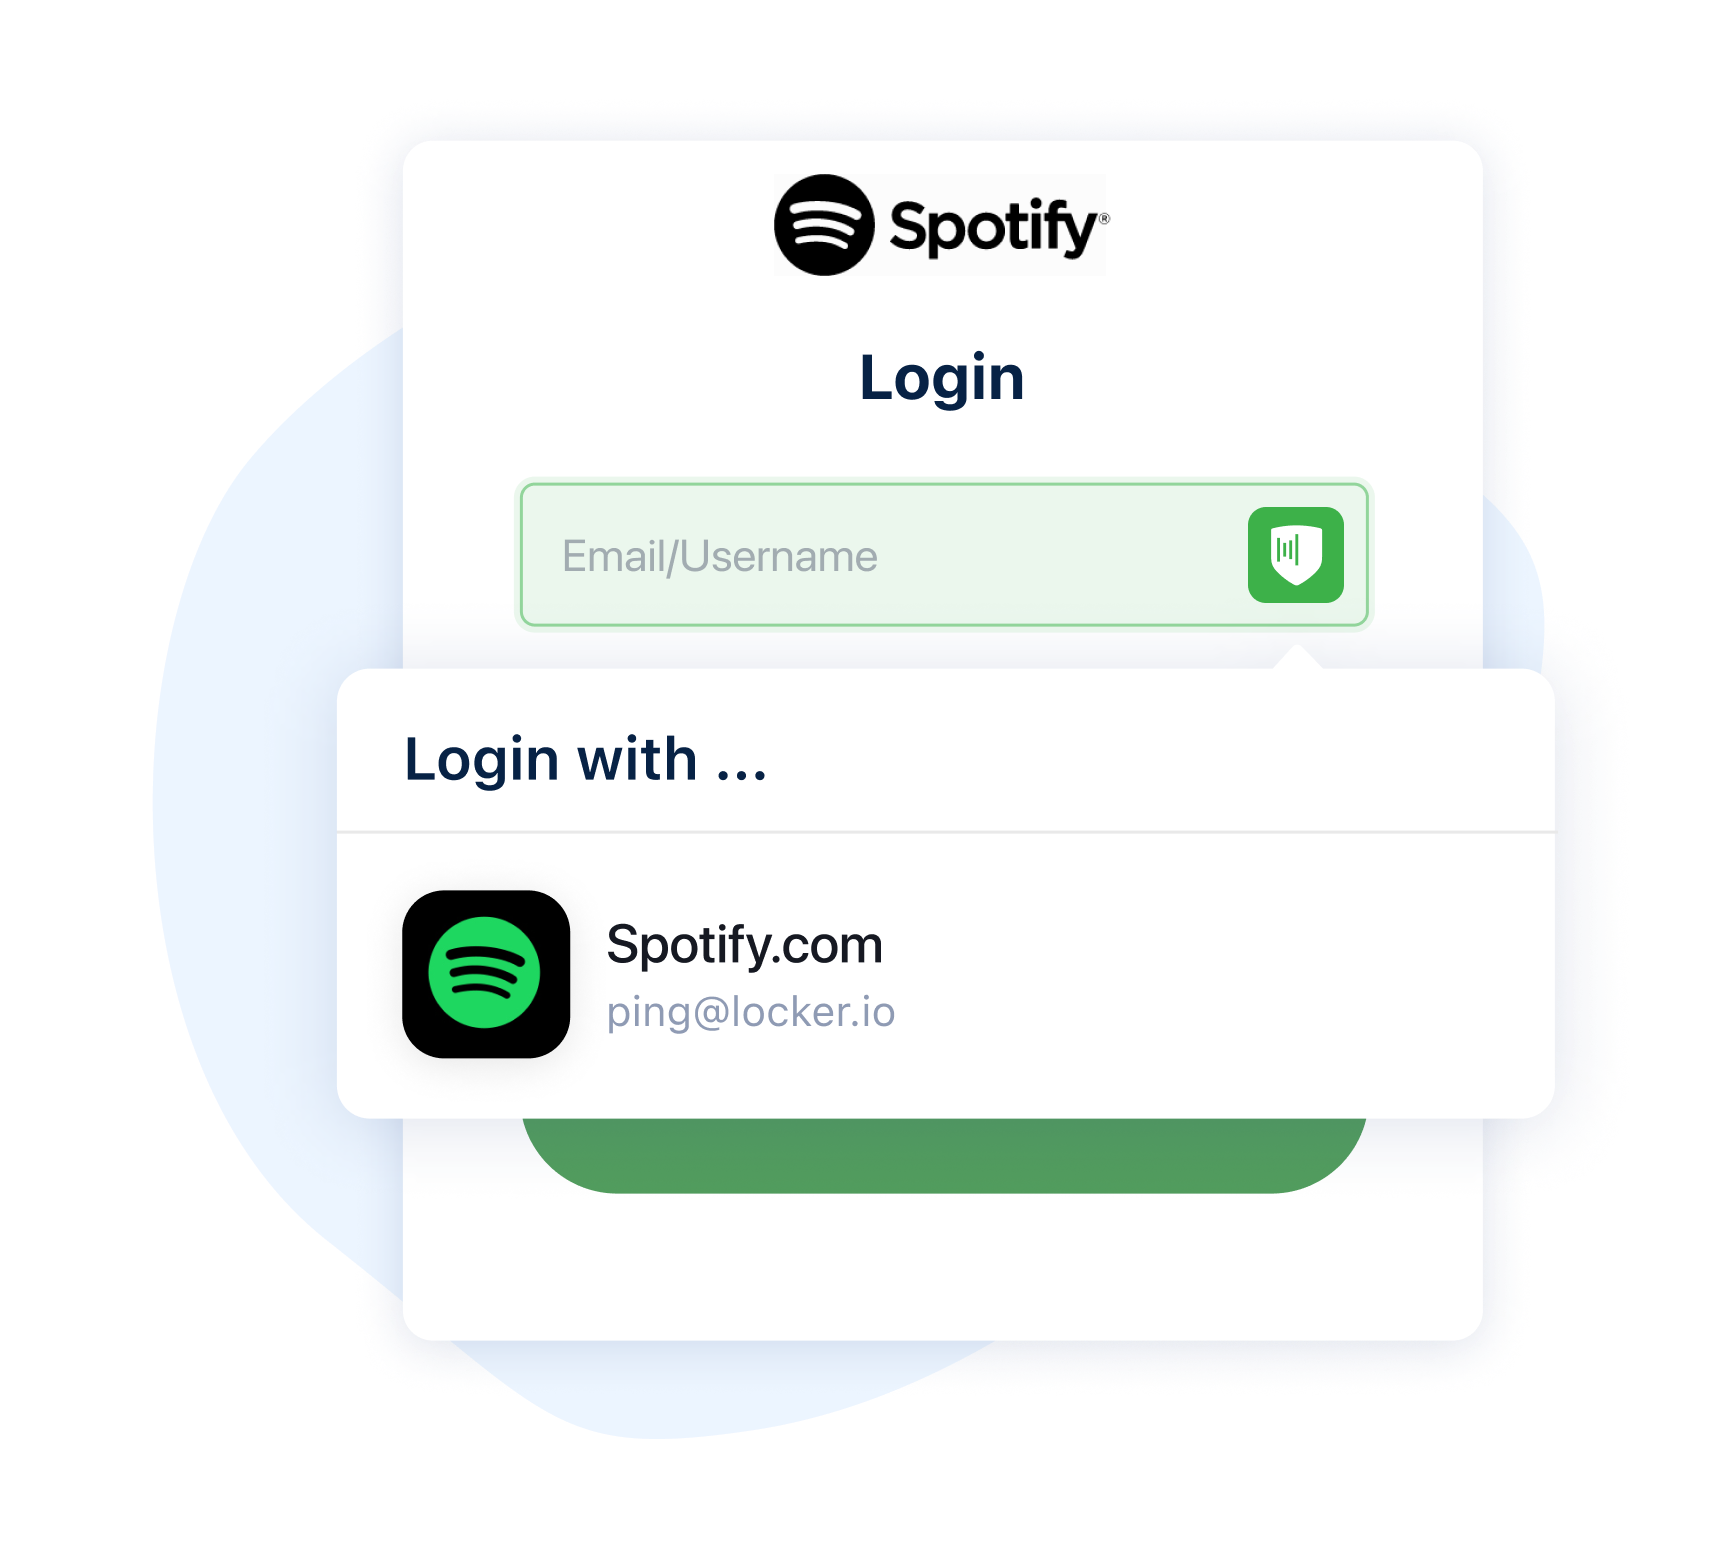 Spotify®
Login
Email/Username
Login with ...
Spotify.com
ping@locker.io